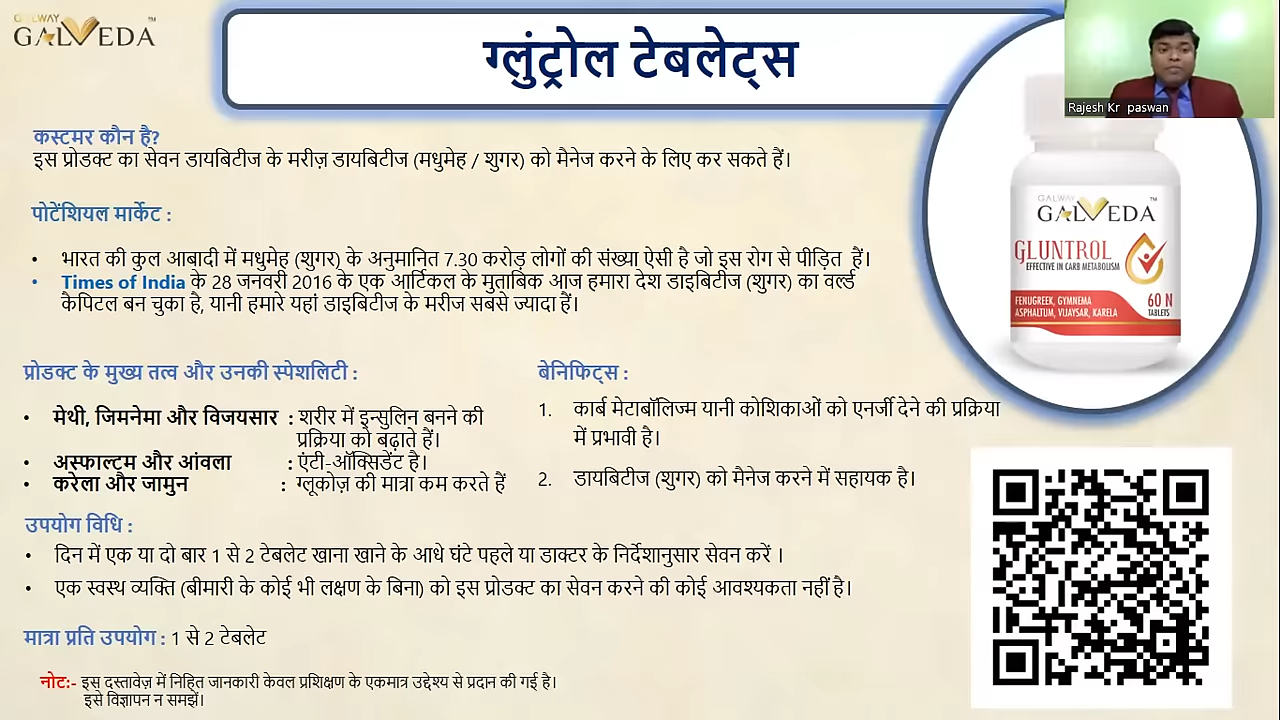 GALWAY
GALVEDA TM
ग्लुंट्रोल टेबलेट्स
Rajesh Kr paswan
कस्टमर कौन है?
इस प्रोडक्ट का सेवन डायबिटीज के मरीज़ डायबिटीज (मधुमेह / शुगर) को मैनेज करने के लिए कर सकते हैं।
पोटेंशियल मार्केट :
• भारत की कुल आबादी में मधुमेह (शुगर) के अनुमानित 7.30 करोड़ लोगों की संख्या ऐसी है जो इस रोग से पीड़ित हैं।
• Times of India के 28 जनवरी 2016 के एक आर्टिकल के मुताबिक आज हमारा देश डाइबिटीज (शुगर) का वर्ल्ड
कैपिटल बन चुका है, यानी हमारे यहां डाइबिटीज के मरीज सबसे ज्यादा हैं।
GALWAY
GALVEDA TM
GLUNTROL
EFFECTIVE IN CARB METABOLISM
FENUGREEK, GYMNEMA
ASPHALTUM, VIJAYSAR, KARELA
60 N
TABLETS
प्रोडक्ट के मुख्य तत्व और उनकी स्पेशलिटी :
• मेथी, जिमनेमा और विजयसार : शरीर में इन्सुलिन बनने की
प्रक्रिया को बढ़ाते हैं।
• अस्फाल्टम और आंवला : एंटी-ऑक्सिडेंट है।
• करेला और जामुन : ग्लूकोज़ की मात्रा कम करते हैं
बेनिफिट्स :
1. कार्ब मेटाबॉलिज्म यानी कोशिकाओं को एनर्जी देने की प्रक्रिया
में प्रभावी है।
2. डायबिटीज (शुगर) को मैनेज करने में सहायक है।
उपयोग विधि :
• दिन में एक या दो बार 1 से 2 टेबलेट खाना खाने के आधे घंटे पहले या डाक्टर के निर्देशानुसार सेवन करें ।
• एक स्वस्थ व्यक्ति (बीमारी के कोई भी लक्षण के बिना) को इस प्रोडक्ट का सेवन करने की कोई आवश्यकता नहीं है।
मात्रा प्रति उपयोग : 1 से 2 टेबलेट
नोट:- इस दस्तावेज़ में निहित जानकारी केवल प्रशिक्षण के एकमात्र उद्देश्य से प्रदान की गई है।
इसे विज्ञापन न समझें।